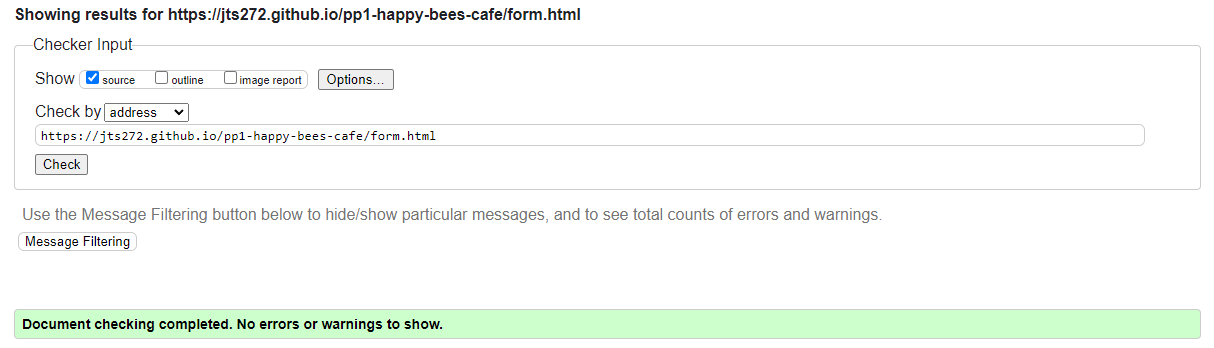 Showing results for https://jts272.github.io/pp1-happy-bees-cafe/form.html
Checker Input
Show source outline image report Options...
Check by address
https://jts272.github.io/pp1-happy-bees-cafe/form.html
Check
Use the Message Filtering button below to hide/show particular messages, and to see total counts of errors and warnings.
Message Filtering
Document checking completed. No errors or warnings to show.